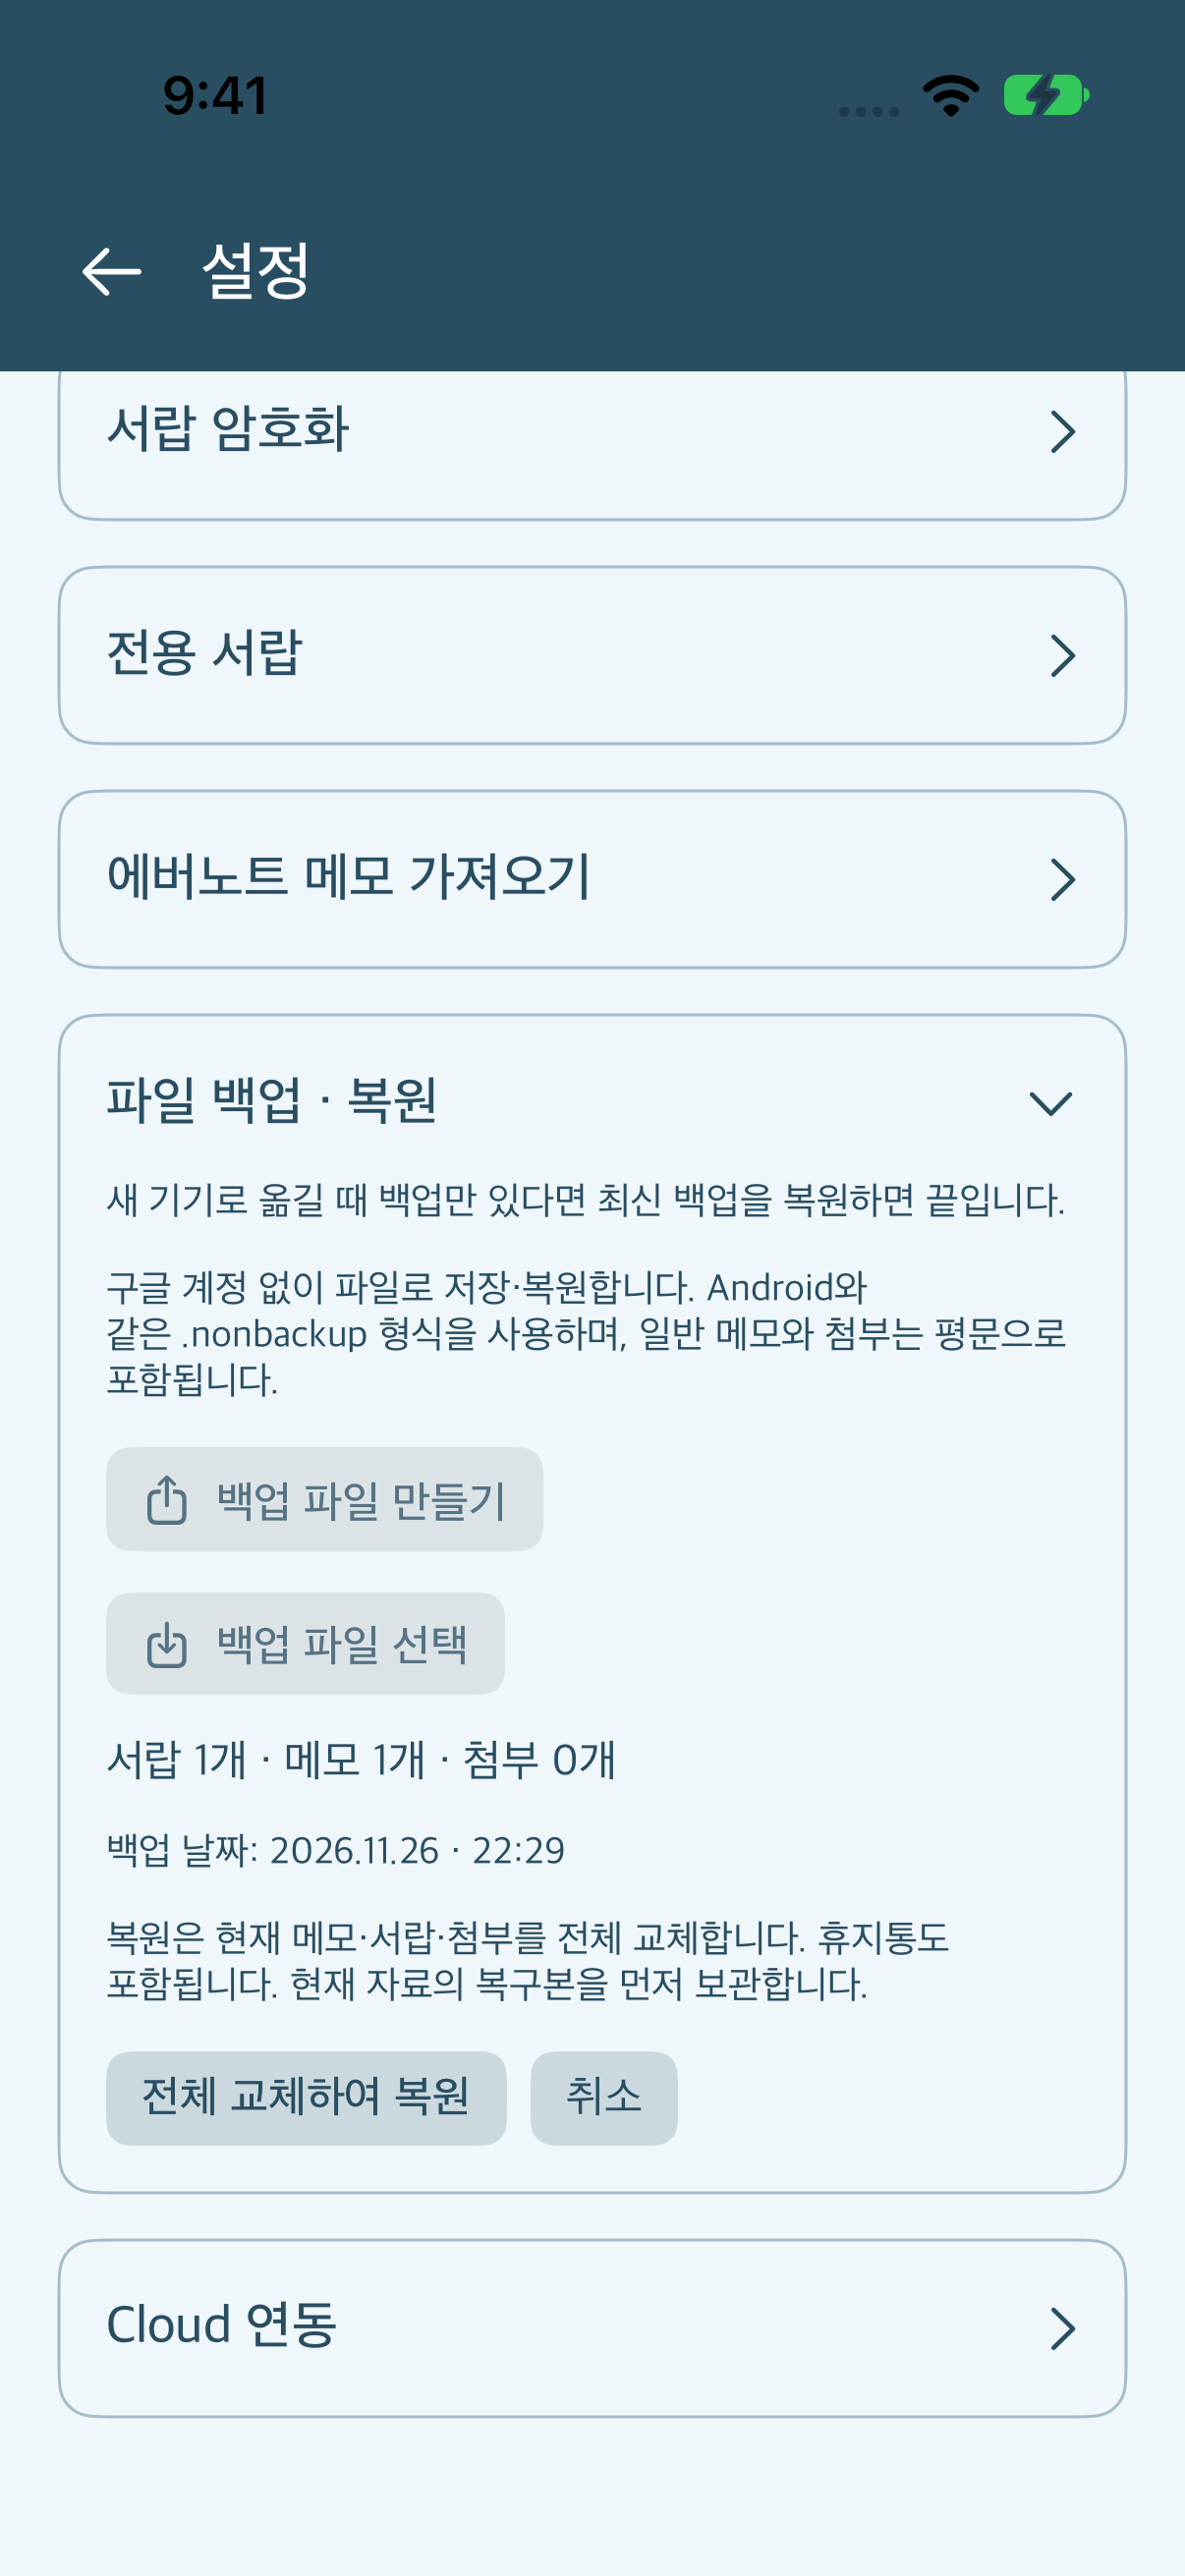 9:41
설정
서랍 암호화
전용 서랍
에버노트 메모 가져오기
파일 백업 · 복원
새 기기로 옮길 때 백업만 있다면 최신 백업을 복원하면 끝입니다.
구글 계정 없이 파일로 저장·복원합니다. Android와
같은 .nonbackup 형식을 사용하며, 일반 메모와 첨부는 평문으로
포함됩니다.
백업 파일 만들기
백업 파일 선택
서랍 1개 · 메모 1개 · 첨부 0개
백업 날짜: 2026.11.26 · 22:29
복원은 현재 메모·서랍·첨부를 전체 교체합니다. 휴지통도
포함됩니다. 현재 자료의 복구본을 먼저 보관합니다.
전체 교체하여 복원
취소
Cloud 연동